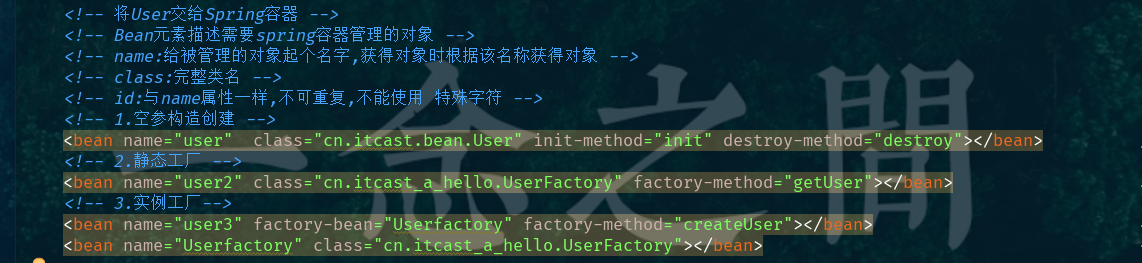 <!-- 将User交给Spring容器 -->
<!-- Bean元素描述需要spring容器管理的对象 -->
<!-- name:给被管理的对象起个名字,获得对象时根据该名称获得对象 -->
<!-- class:完整类名 -->
<!-- id:与name属性一样,不可重复,不能使用 特殊字符 -->
<!-- 1.空参构造创建 -->
<bean name="user"  class="cn.itcast.bean.User" init-method="init" destroy-method="destroy"></bean>
<!-- 2.静态工厂 -->
<bean name="user2" class="cn.itcast_a_hello.UserFactory" factory-method="getUser"></bean>
<!-- 3.实例工厂-->
<bean name="user3" factory-bean="Userfactory" factory-method="createUser"></bean>
<bean name="Userfactory" class="cn.itcast_a_hello.UserFactory"></bean>
一念之間